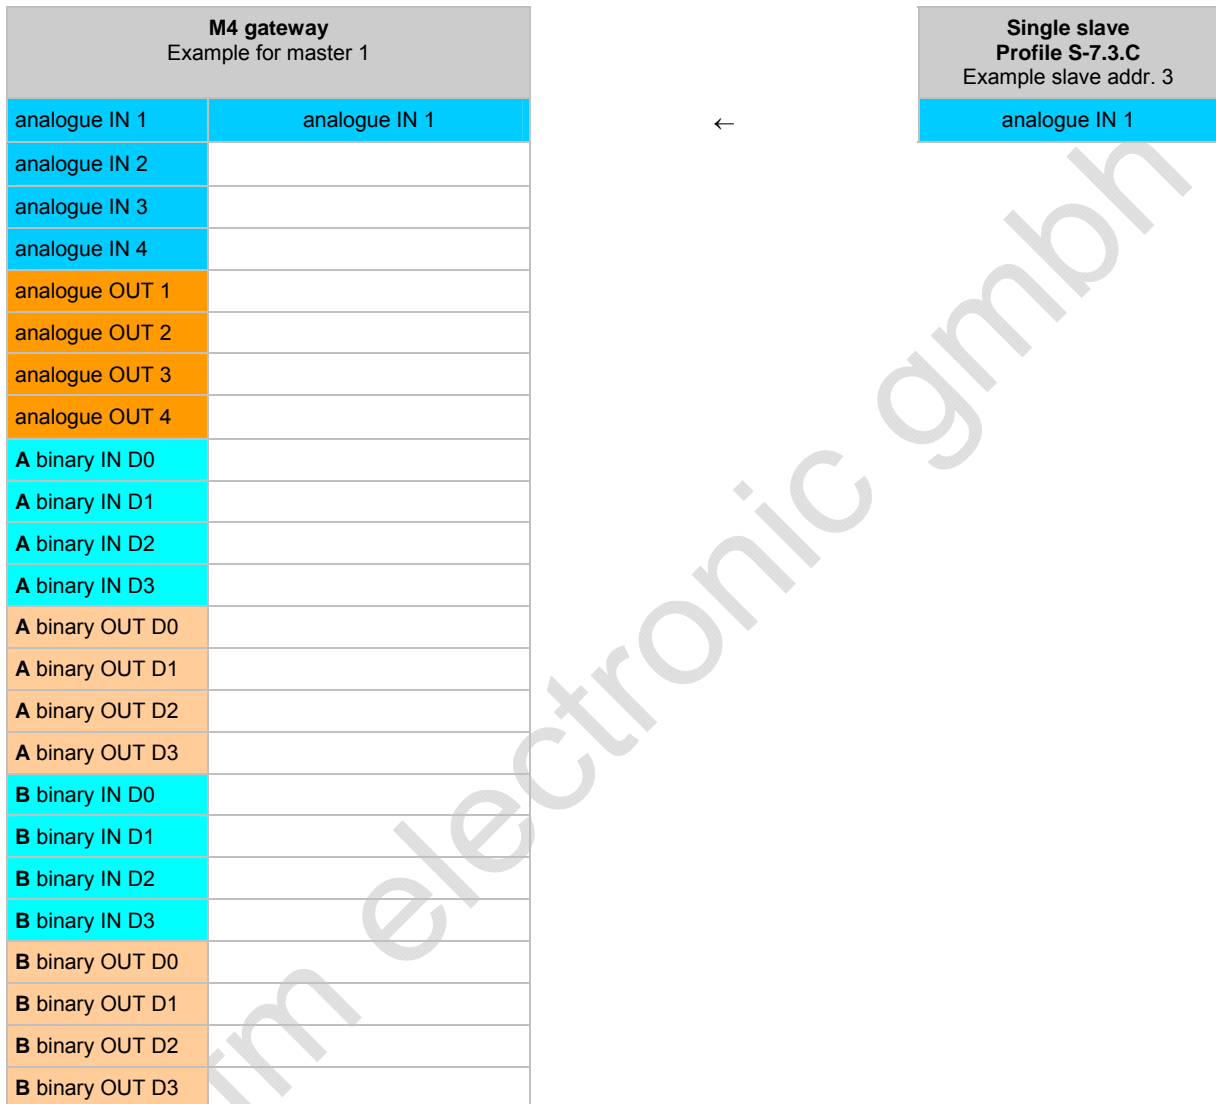 M4 gateway
Example for master 1
Single slave
Profile S-7.3.C
Example slave addr. 3
analogue IN 1 analogue IN 1 ← analogue IN 1
analogue IN 2
analogue IN 3
analogue IN 4
analogue OUT 1
analogue OUT 2
analogue OUT 3
analogue OUT 4
A binary IN D0
A binary IN D1
A binary IN D2
A binary IN D3
A binary OUT D0
A binary OUT D1
A binary OUT D2
A binary OUT D3
B binary IN D0
B binary IN D1
B binary IN D2
B binary IN D3
B binary OUT D0
B binary OUT D1
B binary OUT D2
B binary OUT D3
electronic gmbh